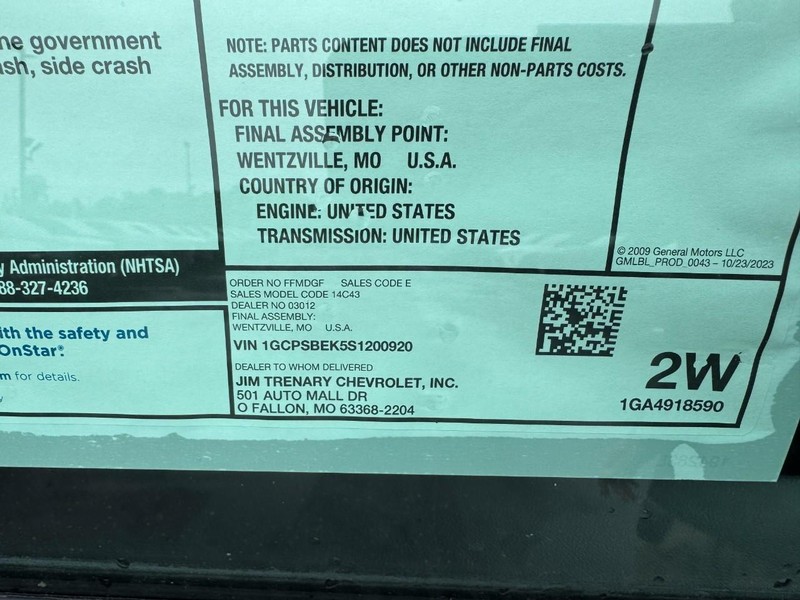 ne government
ash, side crash
NOTE: PARTS CONTENT DOES NOT INCLUDE FINAL
ASSEMBLY, DISTRIBUTION, OR OTHER NON-PARTS COSTS.
FOR THIS VEHICLE:
FINAL ASSEMBLY POINT:
WENTZVILLE, MO U.S.A.
COUNTRY OF ORIGIN:
ENGINE: UNITED STATES
TRANSMISSION: UNITED STATES
© 2009 General Motors LLC
GMLBL_PROD_0043 – 10/23/2023
y Administration (NHTSA)
88-327-4236
ith the safety and
OnStar®.
m for details.
ORDER NO FFMDGF SALES CODE E
SALES MODEL CODE 14C43
DEALER NO 03012
FINAL ASSEMBLY:
WENTZVILLE, MO U.S.A.
VIN 1GCPSBEK5S1200920
DEALER TO WHOM DELIVERED
JIM TRENARY CHEVROLET, INC.
501 AUTO MALL DR
O FALLON, MO 63368-2204
2W
1GA4918590